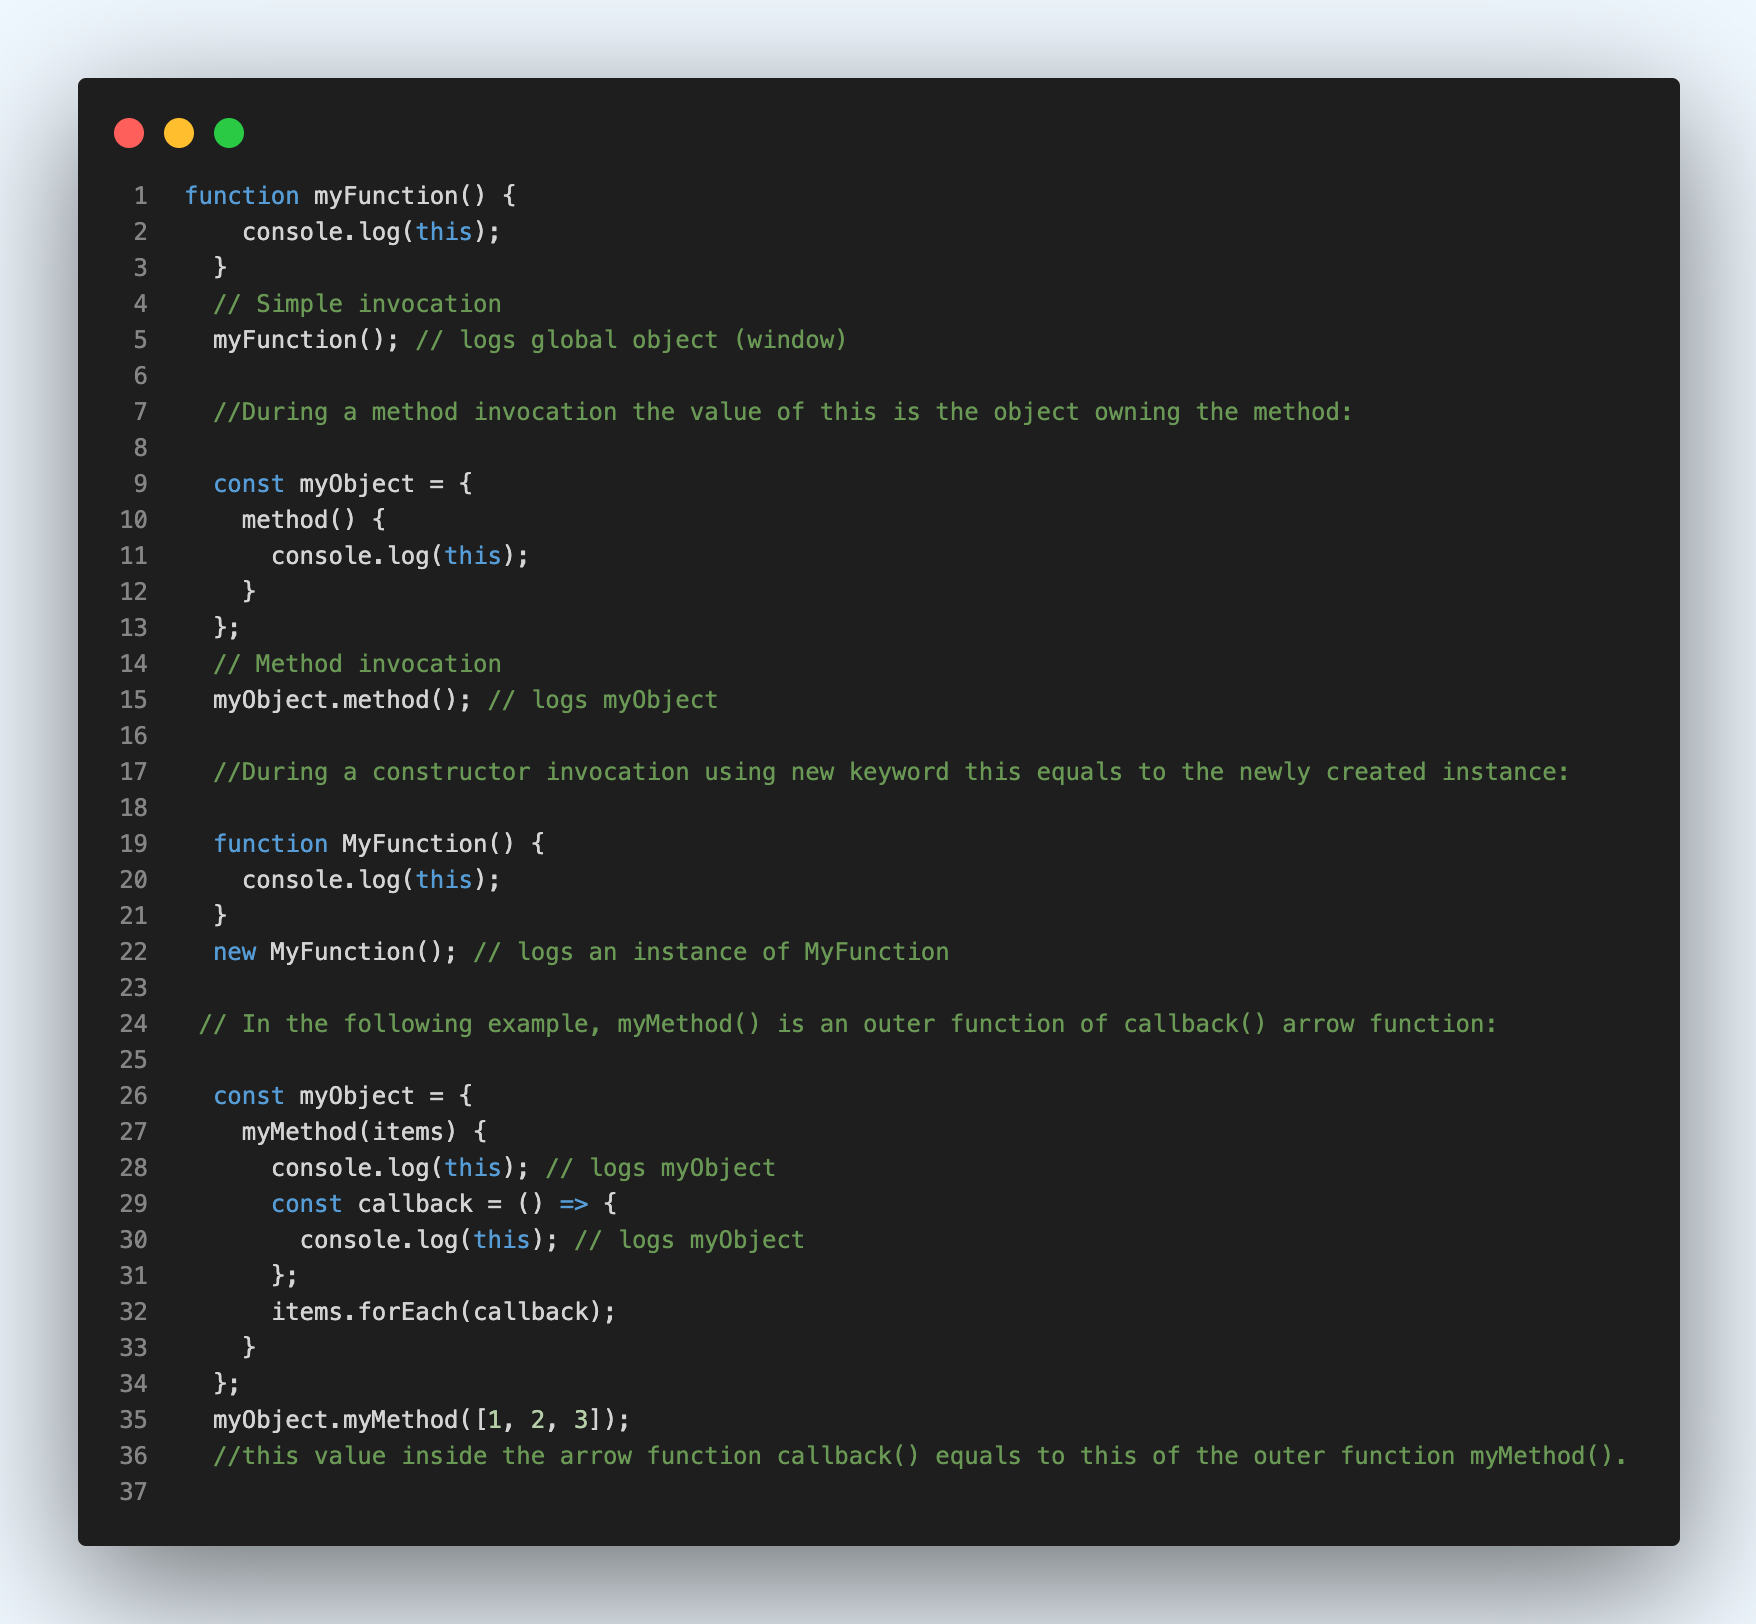 1 function myFunction() {
2 console.log(this);
3 }
4 // Simple invocation
5 myFunction(); // logs global object (window)
6
7 //During a method invocation the value of this is the object owning the method:
8
9 const myObject = {
10 method() {
11 console.log(this);
12 }
13 };
14 // Method invocation
15 myObject.method(); // logs myObject
16
17 //During a constructor invocation using new keyword this equals to the newly created instance:
18
19 function MyFunction() {
20 console.log(this);
21 }
22 new MyFunction(); // logs an instance of MyFunction
23
24 // In the following example, myMethod() is an outer function of callback() arrow function:
25
26 const myObject = {
27 myMethod(items) {
28 console.log(this); // logs myObject
29 const callback = () => {
30 console.log(this); // logs myObject
31 };
32 items.forEach(callback);
33 }
34 };
35 myObject.myMethod([1, 2, 3]);
36 //this value inside the arrow function callback() equals to this of the outer function myMethod().
37